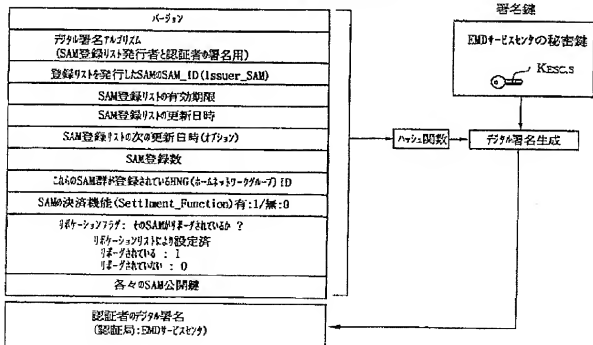 バージョン
デジタル署名アルゴリズム
(SAM登録リスト発行者と認証者の署名用)
登録リストを発行したSAMのSAM_ID(Issuer_SAM)
SAM登録リストの有効期限
SAM登録リストの更新日時
SAM登録リストの次の更新日時(オプション)
SAM登録数
これらのSAM群が登録されているHNG(ホームネットワークグループ)ID
SAMの決済機能(Settlment_Function)有:1/無:0
リボケーションフラグ: そのSAMがリボークされているか ?
リボケーションリストにより設定済
リボークされている : 1
リボークされていない : 0
各々のSAM公開鍵
認証者のデジタル署名
(認証局:EMDサービスセンタ)
ハッシュ関数
署名鍵
EMDサービスセンタの秘密鍵
KESC,S
デジタル署名生成